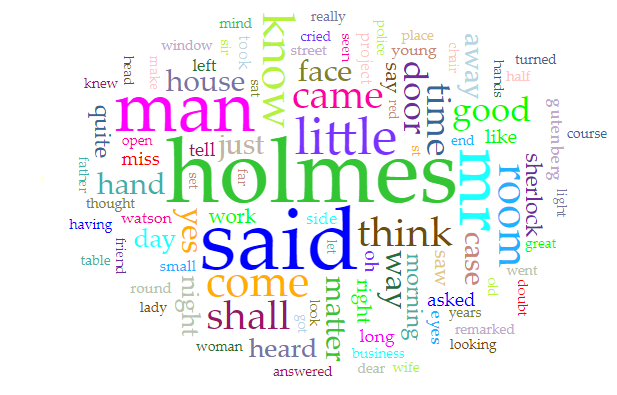 mind
really
cried
sir
took
know
street
seen
police
project
place
young
away
chair
hands
turned
half
window
head
make
knew
left
house
sat
face
say
red
came
door
time
good
gutenberg
course
man
quite
open
miss
tell
just
little
st
end
like
holmes
mr
room
sherlock
light
father
hand
set
far
thought
having
watson
yes
work
said
side
let
think
case
great
friend
day
table
small
come
oh
way
morning
saw
went
old
doubt
round
night
lady
shall
look
got
matter
right
asked
eyes
years
long
remarked
looking
woman
heard
business
answered
dear
wife